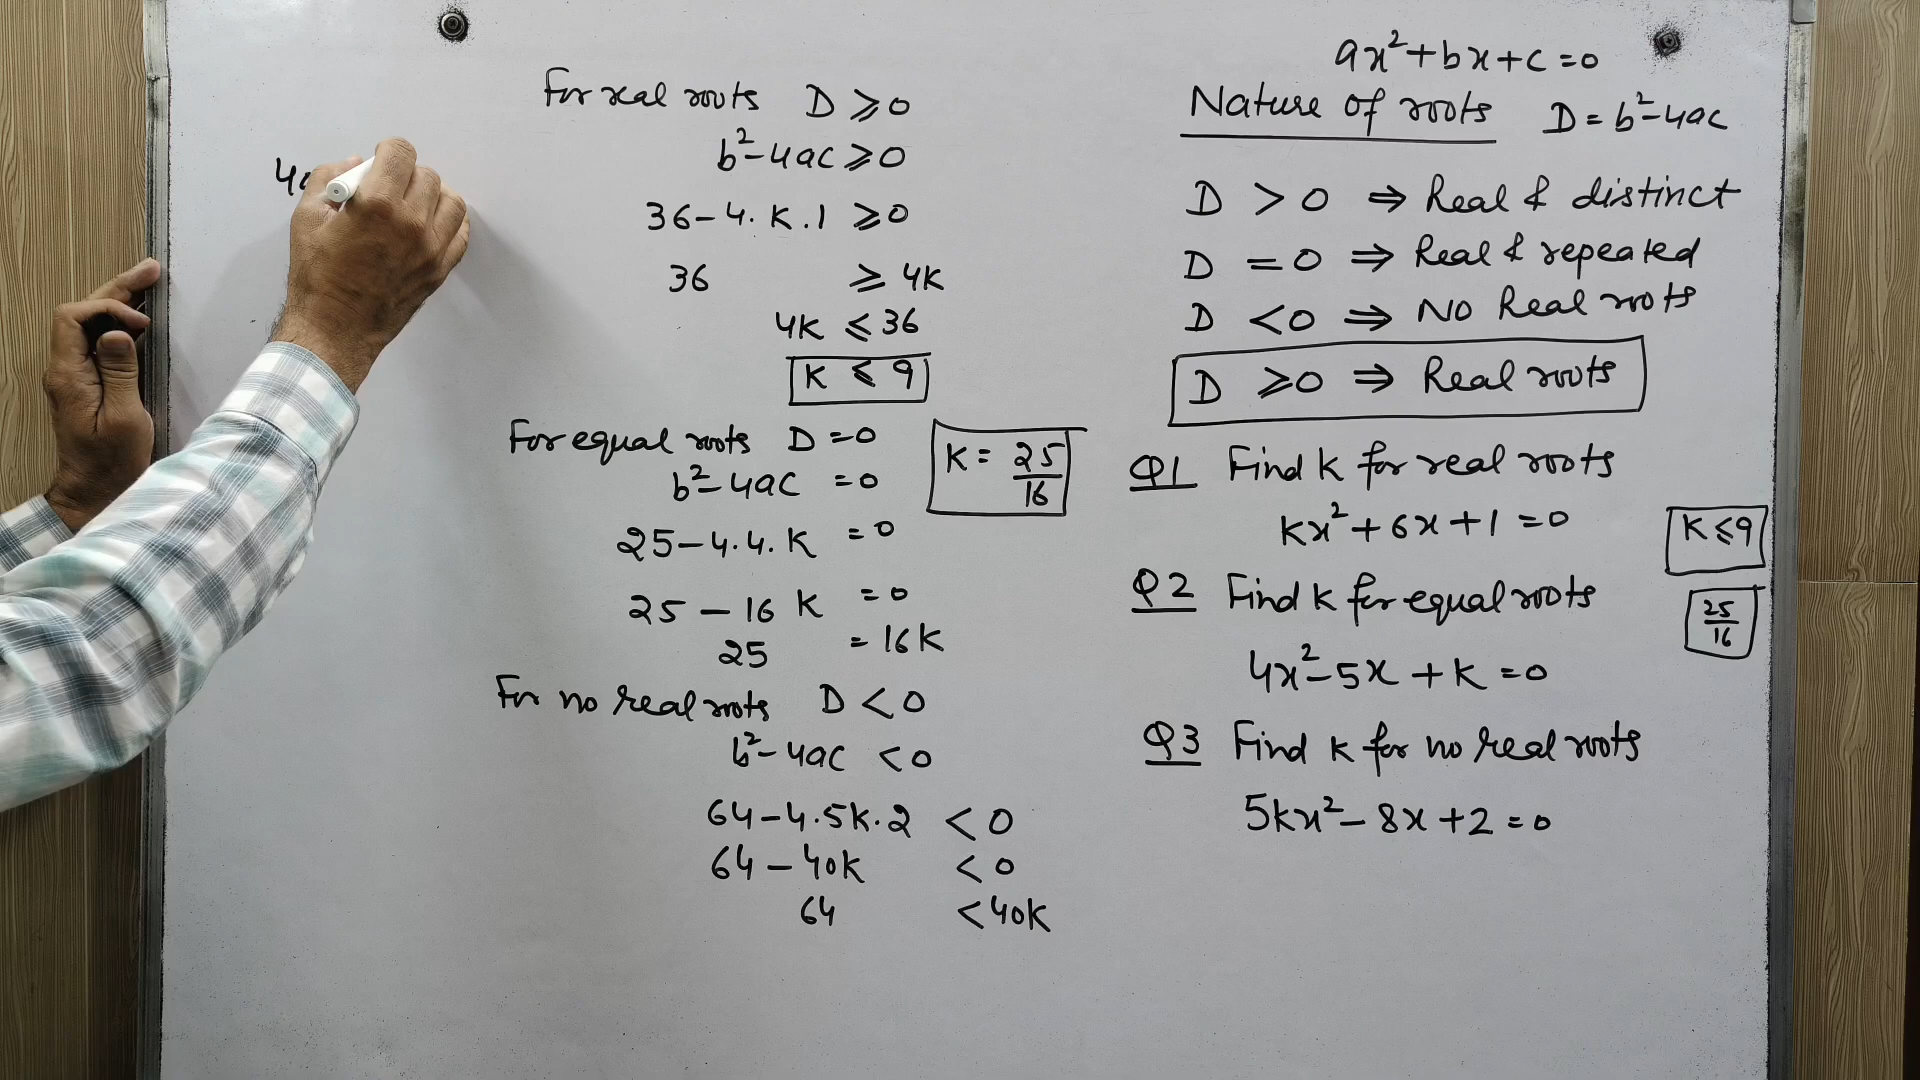 ax²+bx+c=0
Nature of roots D=b²-4ac
D >0 ⇒ Real & distinct
D =0 ⇒ Real & repeated
D <0 ⇒ No Real roots
D ⩾0 ⇒ Real roots
Q1 Find k for real roots
kx²+6x+1=0
K⩽9
Q2 Find k for equal roots
4x²-5x+k=0
25/16
Q3 Find k for no real roots
5kx²-8x+2=0
For real roots D⩾0
b²-4ac⩾0
36-4.K.1 ⩾0
36 ⩾ 4K
4K ⩽36
K ⩽ 9
For equal roots D=0
b²-4ac =0
K= 25/16
25-4.4.K =0
25-16K =0
25 =16K
For no real roots D<0
b²-4ac <0
64-4.5k.2 <0
64-40k <0
64 <40k